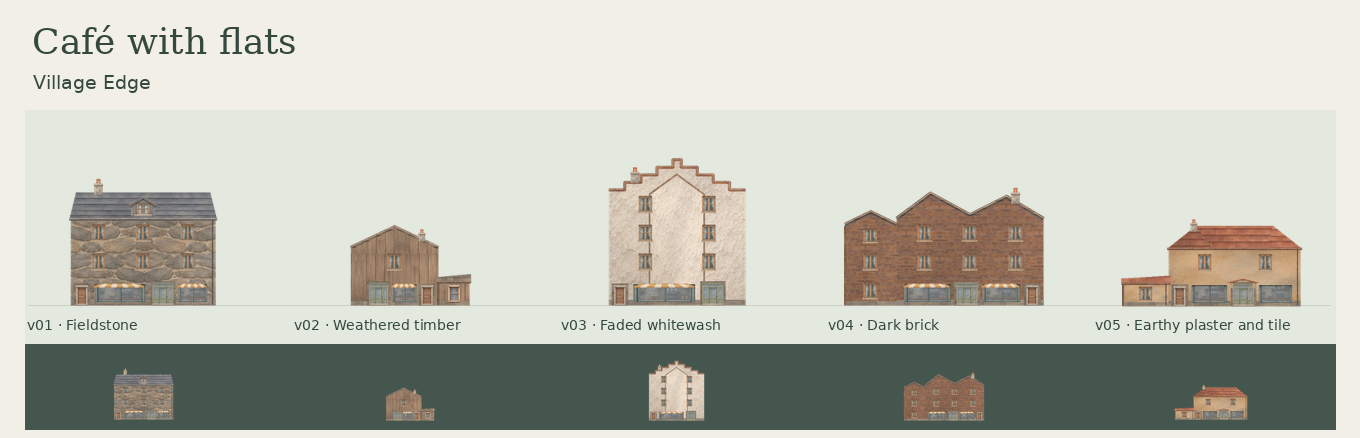 Café with flats
Village Edge
v01 · Fieldstone
v02 · Weathered timber
v03 · Faded whitewash
v04 · Dark brick
v05 · Earthy plaster and tile